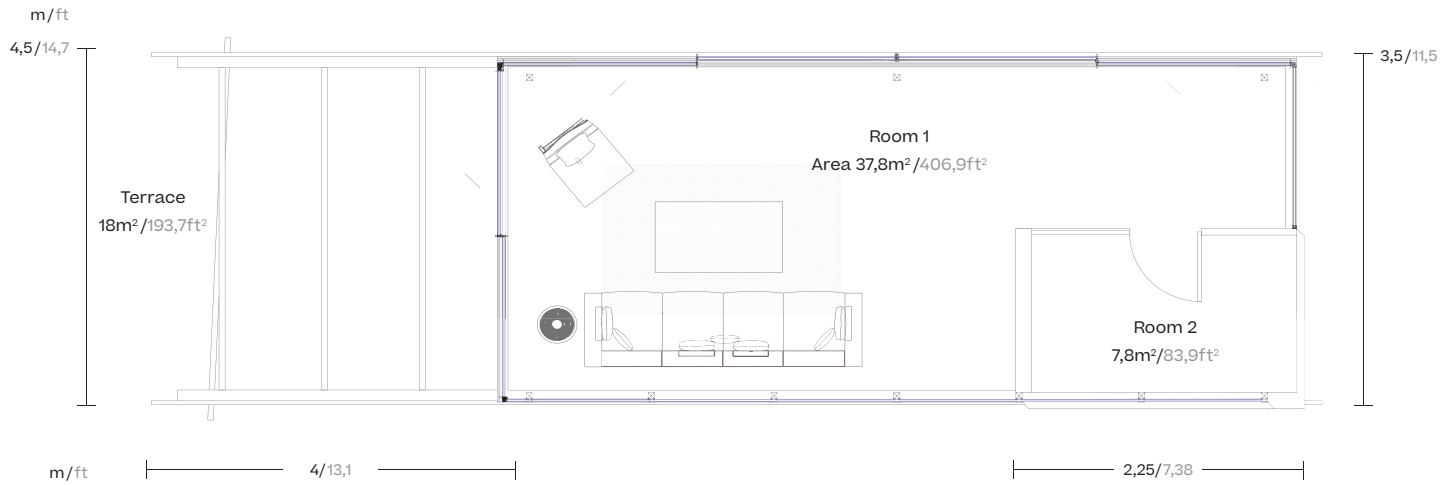 m/ft
4,5/14,7
3,5/11,5
Room 1
Area 37,8m²/406,9ft²
Terrace
18m²/193,7ft²
Room 2
7,8m²/83,9ft²
m/ft
4/13,1
2,25/7,38